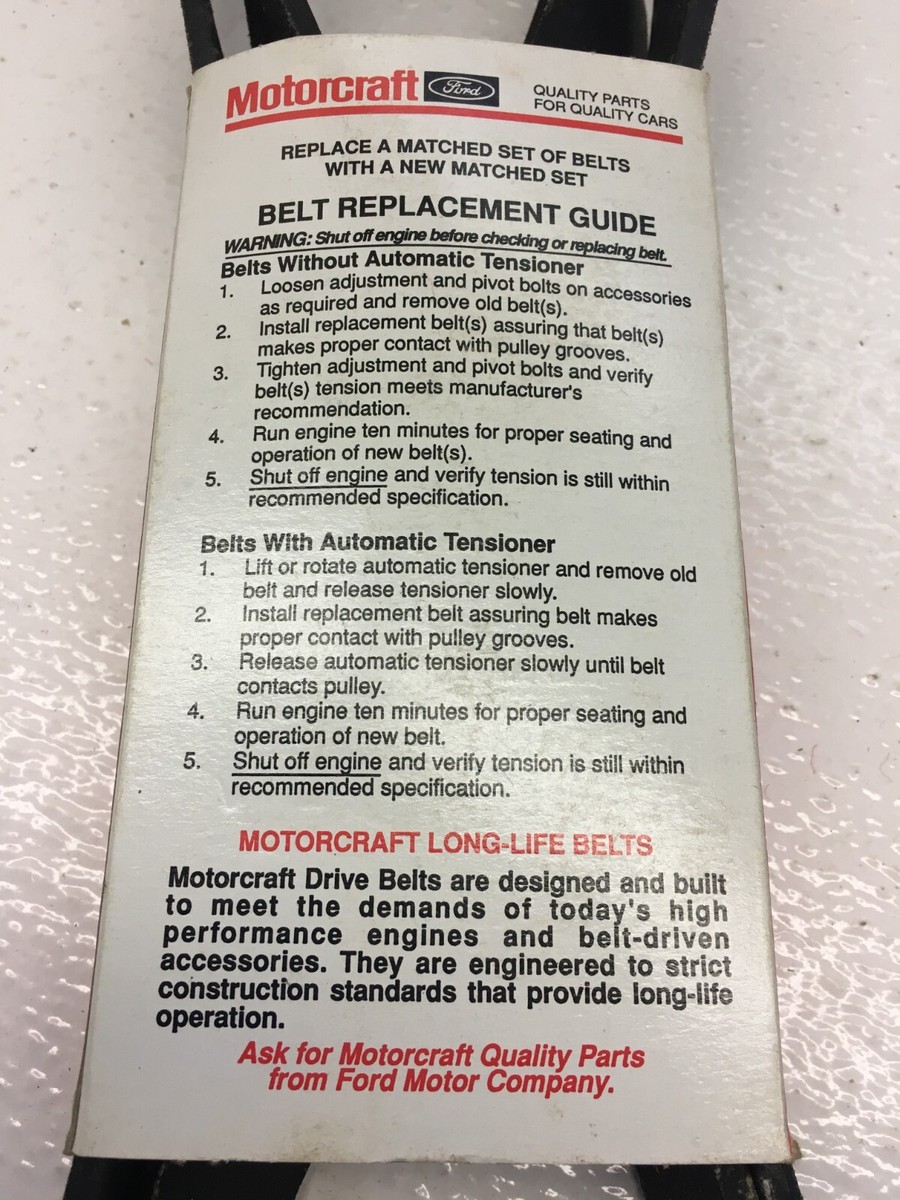 Motorcraft Ford QUALITY PARTS
FOR QUALITY CARS
REPLACE A MATCHED SET OF BELTS
WITH A NEW MATCHED SET
BELT REPLACEMENT GUIDE
WARNING: Shut off engine before checking or replacing belt.
Belts Without Automatic Tensioner
1. Loosen adjustment and pivot bolts on accessories
as required and remove old belt(s).
2. Install replacement belt(s) assuring that belt(s)
makes proper contact with pulley grooves.
3. Tighten adjustment and pivot bolts and verify
belt(s) tension meets manufacturer's
recommendation.
4. Run engine ten minutes for proper seating and
operation of new belt(s).
5. Shut off engine and verify tension is still within
recommended specification.
Belts With Automatic Tensioner
1. Lift or rotate automatic tensioner and remove old
belt and release tensioner slowly.
2. Install replacement belt assuring belt makes
proper contact with pulley grooves.
3. Release automatic tensioner slowly until belt
contacts pulley.
4. Run engine ten minutes for proper seating and
operation of new belt.
5. Shut off engine and verify tension is still within
recommended specification.
MOTORCRAFT LONG-LIFE BELTS
Motorcraft Drive Belts are designed and built
to meet the demands of today's high
performance engines and belt-driven
accessories. They are engineered to strict
construction standards that provide long-life
operation.
Ask for Motorcraft Quality Parts
from Ford Motor Company.